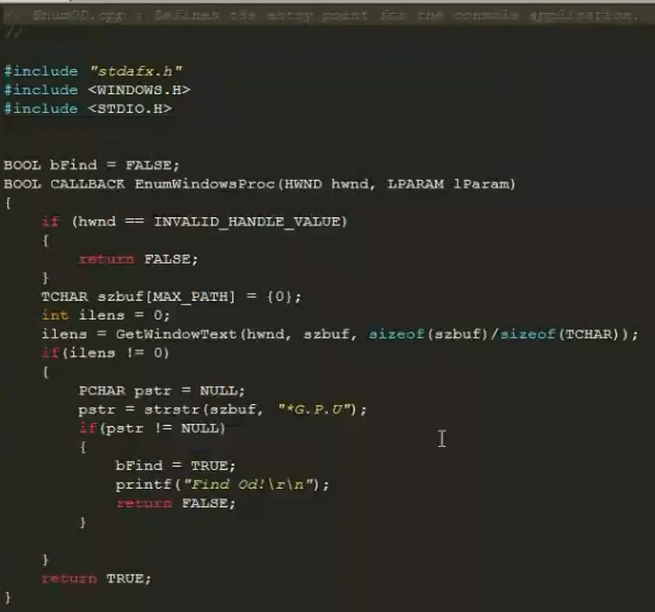 // EnumOD.cpp : Defines the entry point for the console application.
//
#include "stdafx.h"
#include <WINDOWS.H>
#include <STDIO.H>
BOOL bFind = FALSE;
BOOL CALLBACK EnumWindowsProc(HWND hwnd, LPARAM lParam)
{
    if (hwnd == INVALID_HANDLE_VALUE)
    {
        return FALSE;
    }
    TCHAR szbuf[MAX_PATH] = {0};
    int ilens = 0;
    ilens = GetWindowText(hwnd, szbuf, sizeof(szbuf)/sizeof(TCHAR));
    if(ilens != 0)
    {
        PCHAR pstr = NULL;
        pstr = strstr(szbuf, "*G.P.U");
        if(pstr != NULL)
        {
            bFind = TRUE;
            printf("Find Od!\r\n");
            return FALSE;
        }
    }
    return TRUE;
}